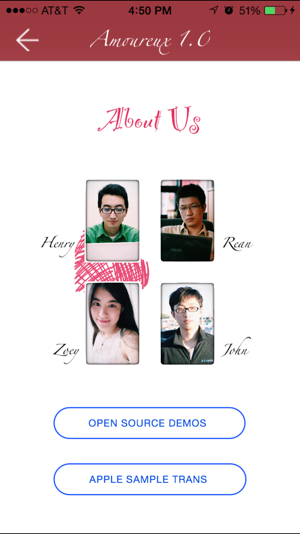 AT&T 4:50 PM 51%
Amoureux 1.0
About Us
Henry Rean
Zoey John
OPEN SOURCE DEMOS
APPLE SAMPLE TRANS